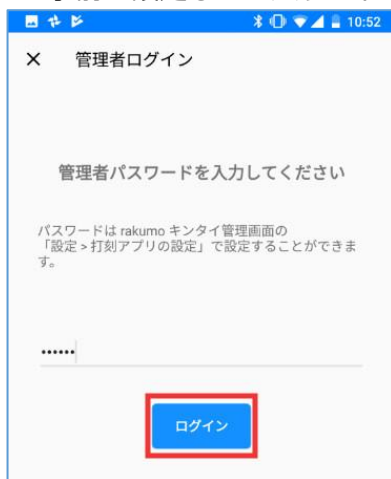 10:52
× 管理者ログイン
管理者パスワードを入力してください
パスワードは rakumo キンタイ管理画面の
「設定 > 打刻アプリの設定」で設定することができま
す。
••••••
ログイン